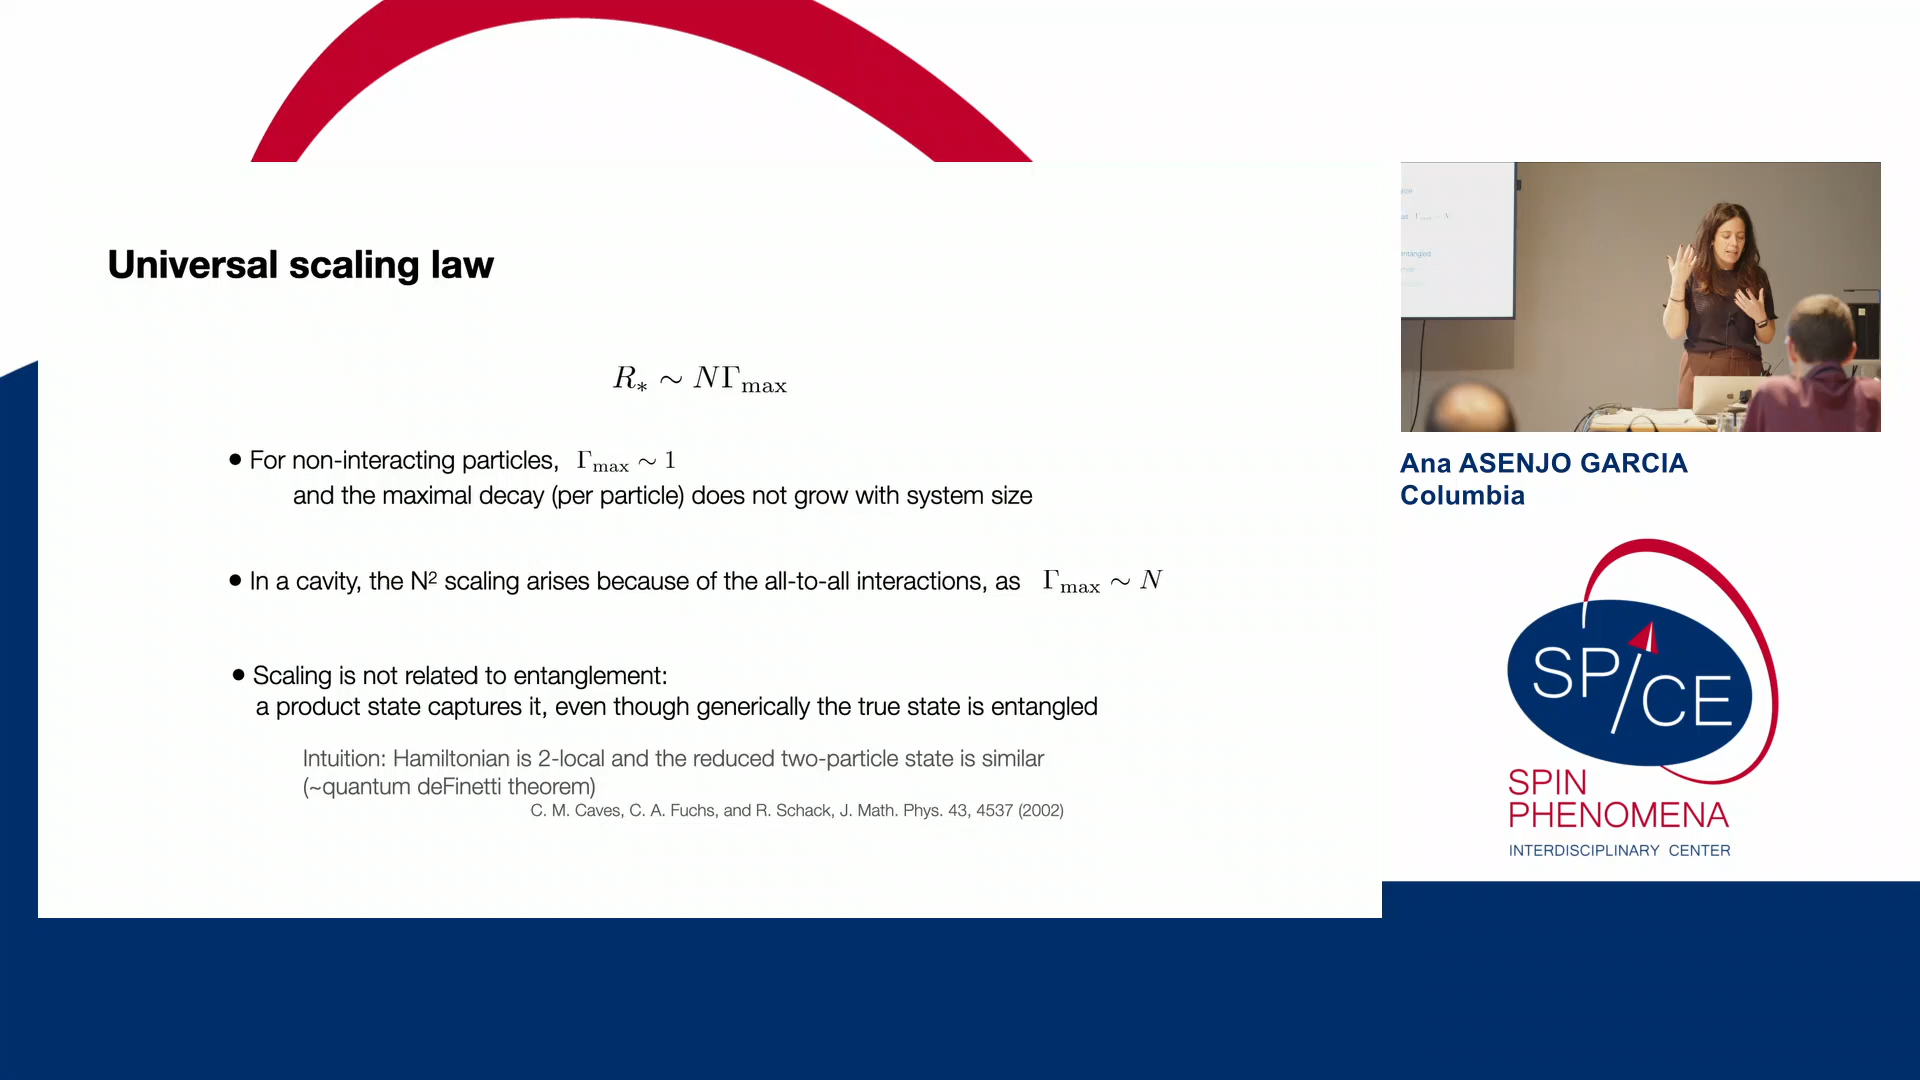 Universal scaling law
R* ∼ NΓmax
● For non-interacting particles, Γmax ∼ 1
and the maximal decay (per particle) does not grow with system size
● In a cavity, the N² scaling arises because of the all-to-all interactions, as Γmax ∼ N
● Scaling is not related to entanglement:
a product state captures it, even though generically the true state is entangled
Intuition: Hamiltonian is 2-local and the reduced two-particle state is similar
(~quantum deFinetti theorem)
C. M. Caves, C. A. Fuchs, and R. Schack, J. Math. Phys. 43, 4537 (2002)
Ana ASENJO GARCIA
Columbia
SP/CE
SPIN
PHENOMENA
INTERDISCIPLINARY CENTER